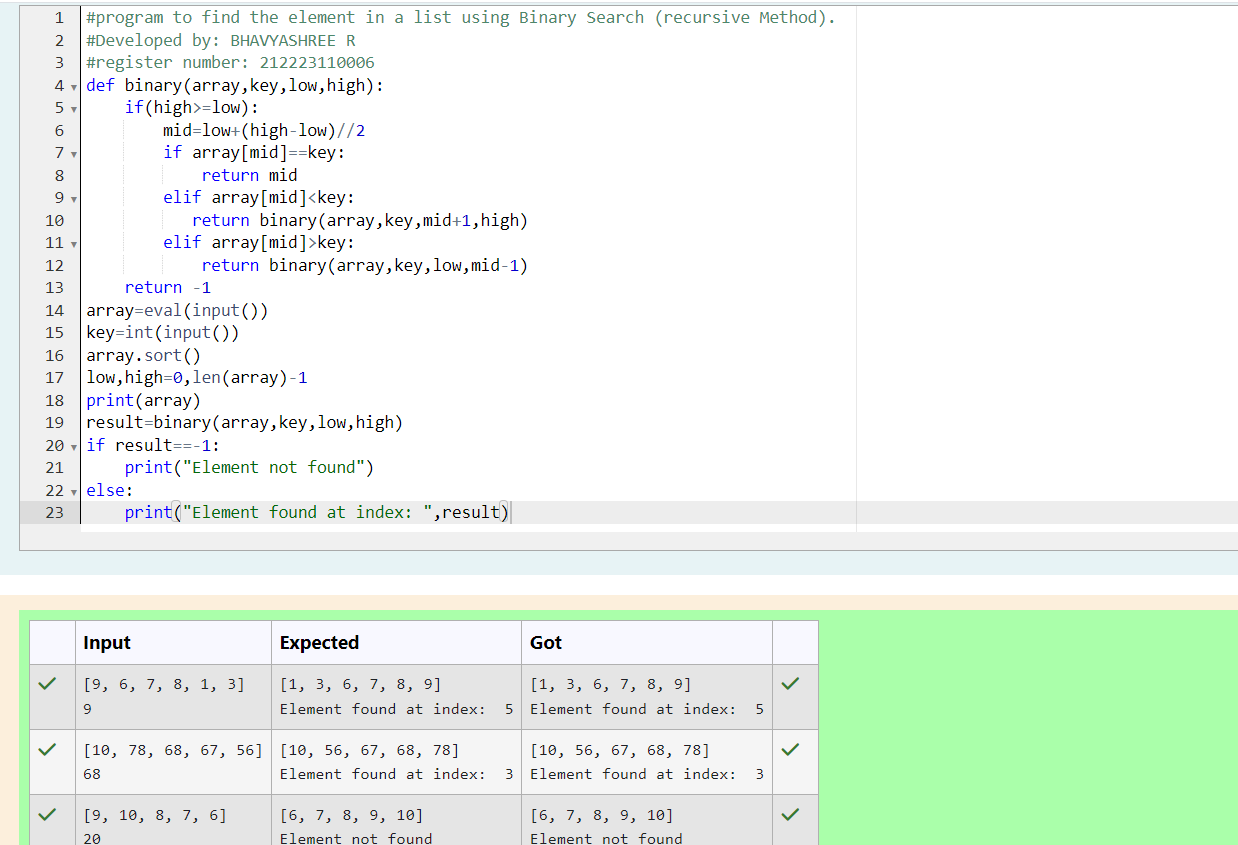 1 #program to find the element in a list using Binary Search (recursive Method).
2 #Developed by: BHAVYASHREE R
3 #register number: 212223110006
4 def binary(array,key,low,high):
5     if(high>=low):
6         mid=low+(high-low)//2
7         if array[mid]==key:
8             return mid
9         elif array[mid]<key:
10            return binary(array,key,mid+1,high)
11         elif array[mid]>key:
12             return binary(array,key,low,mid-1)
13     return -1
14 array=eval(input())
15 key=int(input())
16 array.sort()
17 low,high=0,len(array)-1
18 print(array)
19 result=binary(array,key,low,high)
20 if result==-1:
21     print("Element not found")
22 else:
23     print("Element found at index: ",result)
Input Expected Got
[9, 6, 7, 8, 1, 3] [1, 3, 6, 7, 8, 9] [1, 3, 6, 7, 8, 9]
9 Element found at index:  5 Element found at index:  5
[10, 78, 68, 67, 56] [10, 56, 67, 68, 78] [10, 56, 67, 68, 78]
68 Element found at index:  3 Element found at index:  3
[9, 10, 8, 7, 6] [6, 7, 8, 9, 10] [6, 7, 8, 9, 10]
20 Element not found Element not found